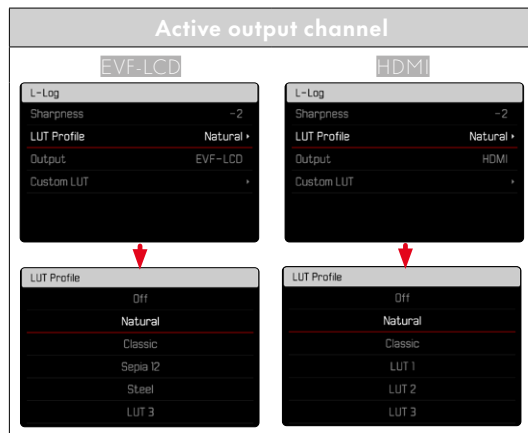 Active output channel
EVF-LCD
L-Log
Sharpness -2
LUT Profile Natural
Output EVF-LCD
Custom LUT
LUT Profile
Off
Natural
Classic
Sepia 12
Steel
LUT 3
HDMI
L-Log
Sharpness -2
LUT Profile Natural
Output HDMI
Custom LUT
LUT Profile
Off
Natural
Classic
LUT 1
LUT 2
LUT 3